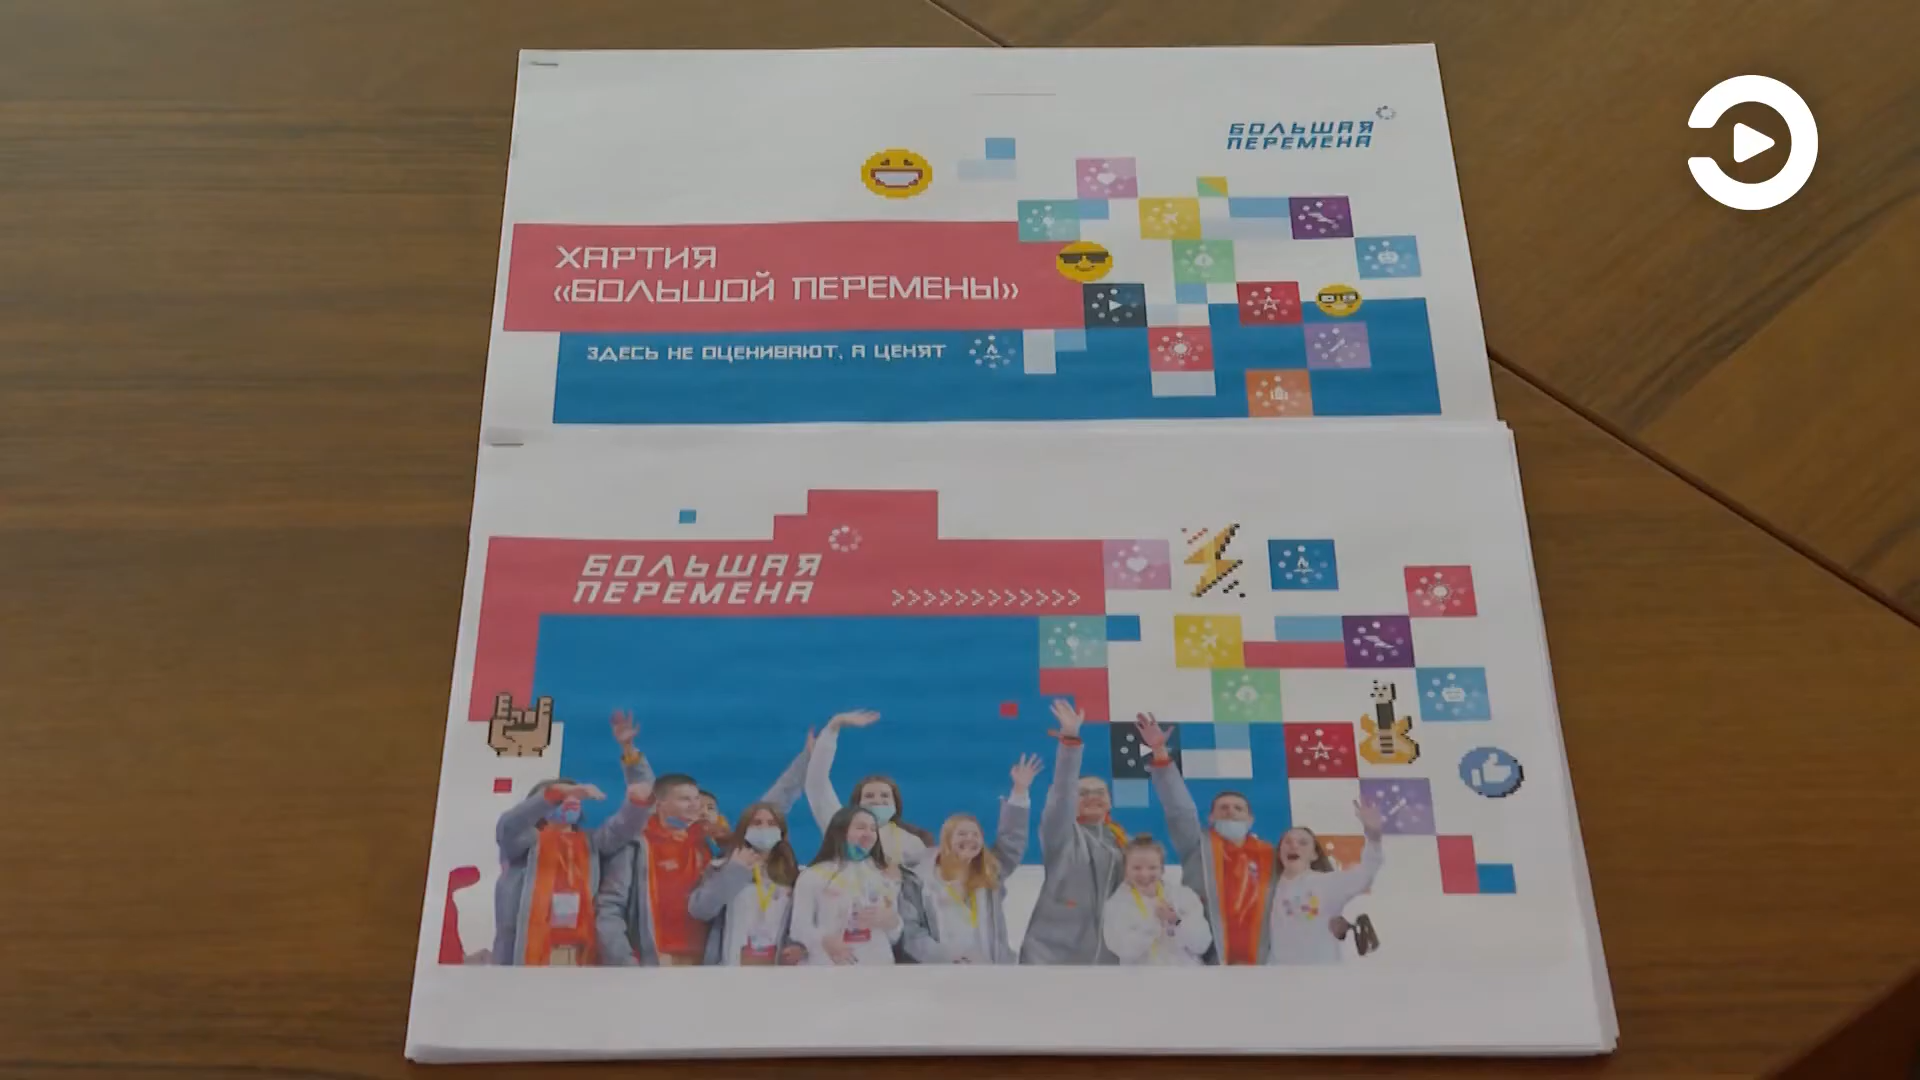 БОЛЬШАЯ
ПЕРЕМЕНА
ХАРТИЯ
«БОЛЬШОЙ ПЕРЕМЕНЫ»
ЗДЕСЬ НЕ ОЦЕНИВАЮТ, А ЦЕНЯТ
БОЛЬШАЯ
ПЕРЕМЕНА
>>>>>>>>>>>>